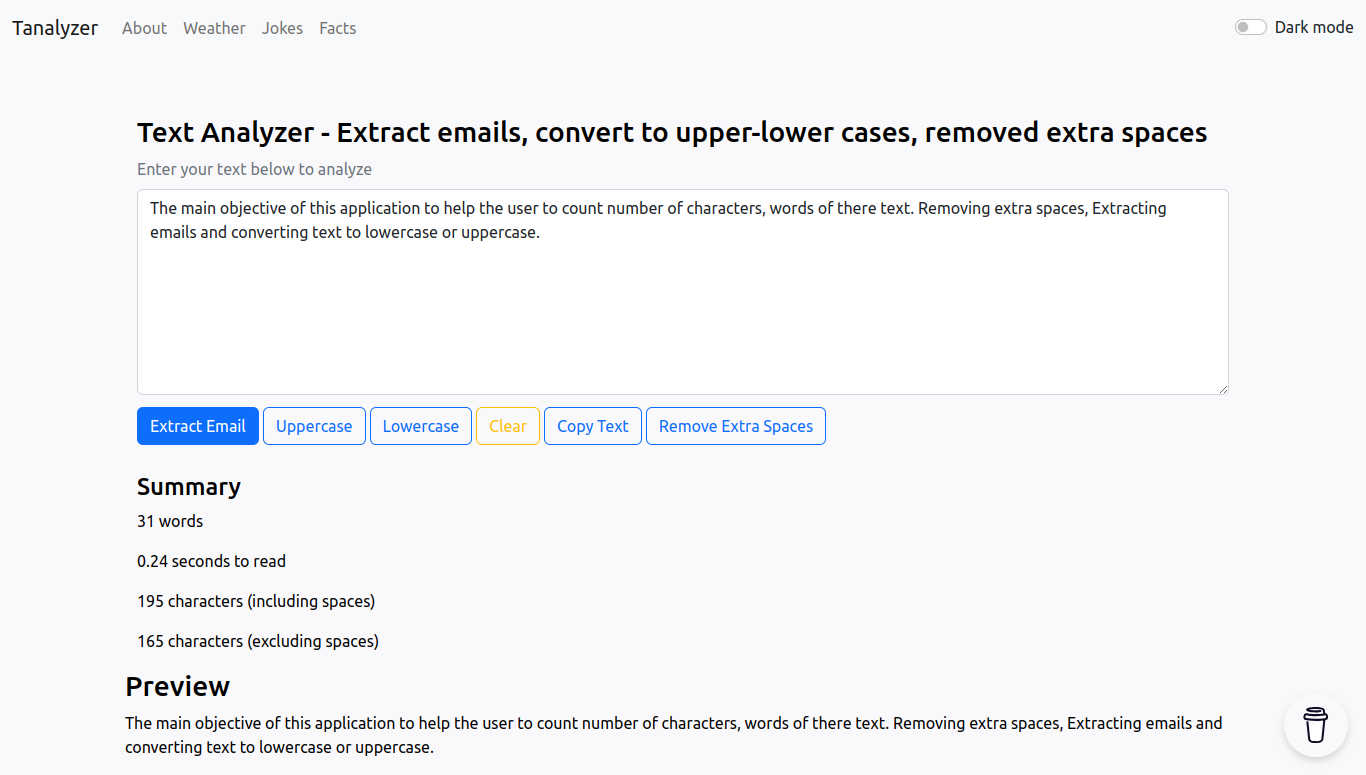 Tanalyzer About Weather Jokes Facts Dark mode
Text Analyzer - Extract emails, convert to upper-lower cases, removed extra spaces
Enter your text below to analyze
The main objective of this application to help the user to count number of characters, words of there text. Removing extra spaces, Extracting
emails and converting text to lowercase or uppercase.
Extract Email Uppercase Lowercase Clear Copy Text Remove Extra Spaces
Summary
31 words
0.24 seconds to read
195 characters (including spaces)
165 characters (excluding spaces)
Preview
The main objective of this application to help the user to count number of characters, words of there text. Removing extra spaces, Extracting emails and
converting text to lowercase or uppercase.